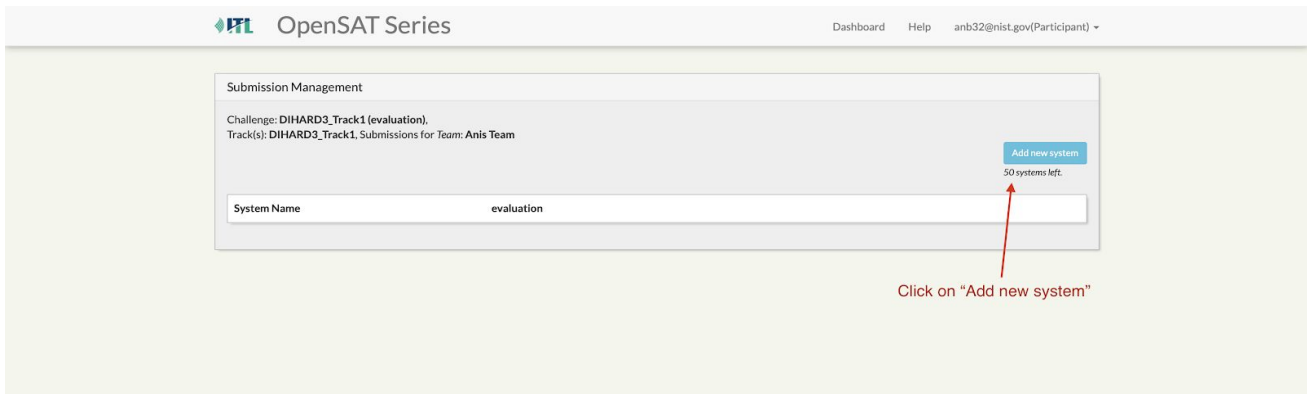 ITL OpenSAT Series Dashboard Help anb32@nist.gov(Participant)
Submission Management
Challenge: DIHARD3_Track1 (evaluation),
Track(s): DIHARD3_Track1, Submissions for Team: Anis Team
Add new system
50 systems left.
System Name evaluation
Click on “Add new system”